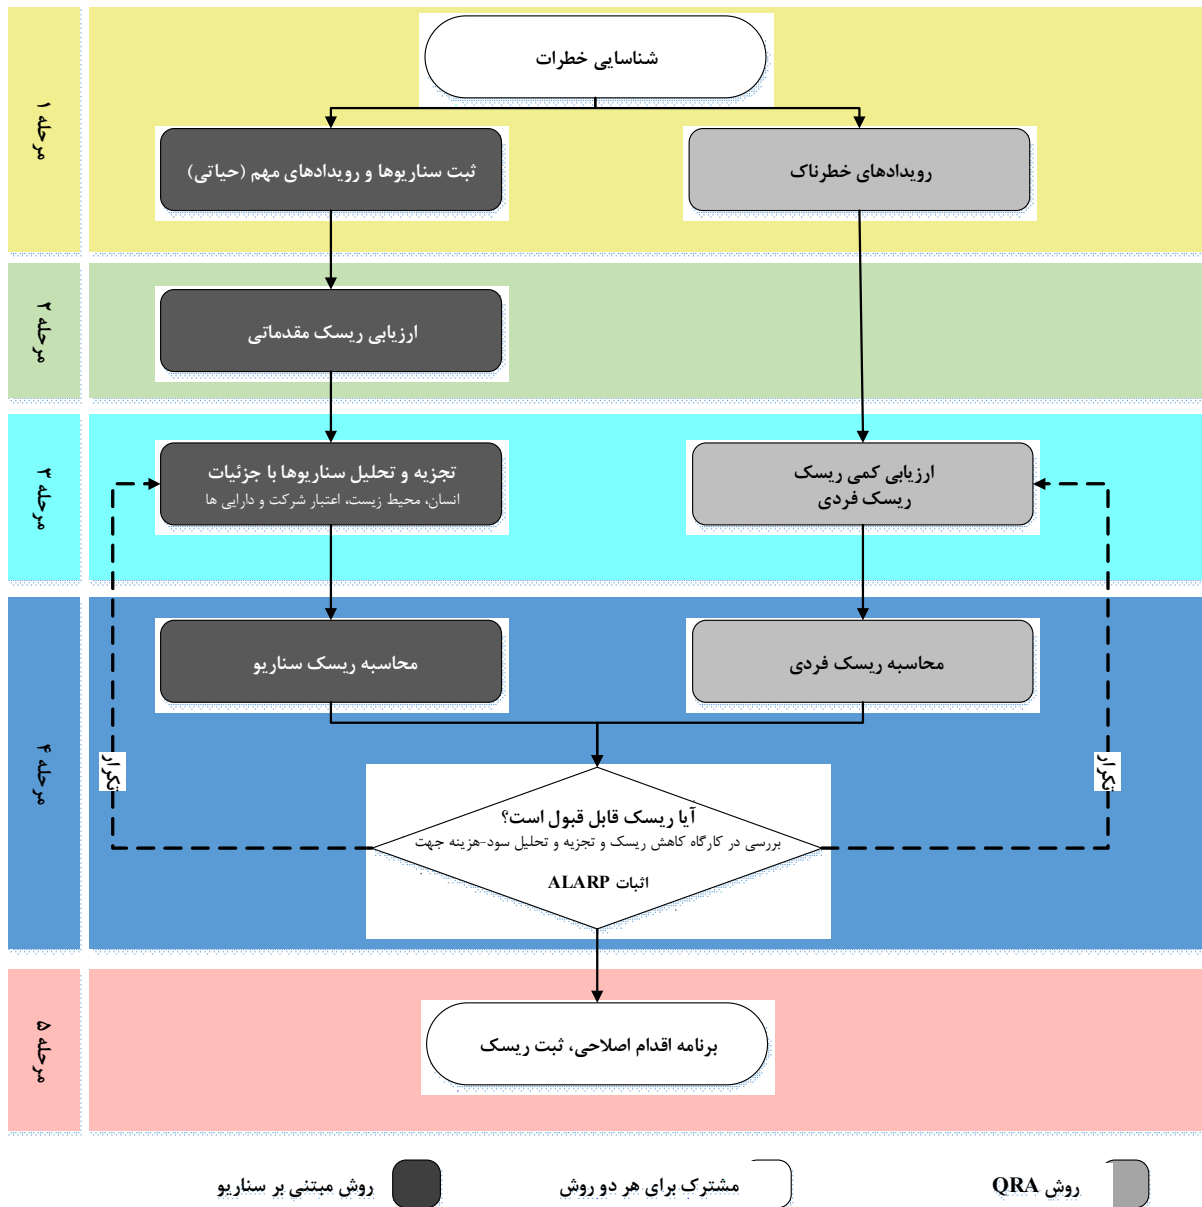 شناسایی خطرات
مرحله ۱
رویدادهای خطرناک
ثبت سناریوها و رویدادهای مهم (حیاتی)
مرحله ۲
ارزیابی ریسک مقدماتی
مرحله ۳
ارزیابی کمی ریسک
ریسک فردی
تجزیه و تحلیل سناریوها با جزئیات
انسان، محیط زیست، اعتبار شرکت و دارایی ها
مرحله ۴
محاسبه ریسک فردی
محاسبه ریسک سناریو
تکرار
تکرار
آیا ریسک قابل قبول است؟
بررسی در کارگاه کاهش ریسک و تجزیه و تحلیل سود-هزینه جهت
اثبات ALARP
مرحله ۵
برنامه اقدام اصلاحی، ثبت ریسک
روش QRA
مشترک برای هر دو روش
روش مبتنی بر سناریو